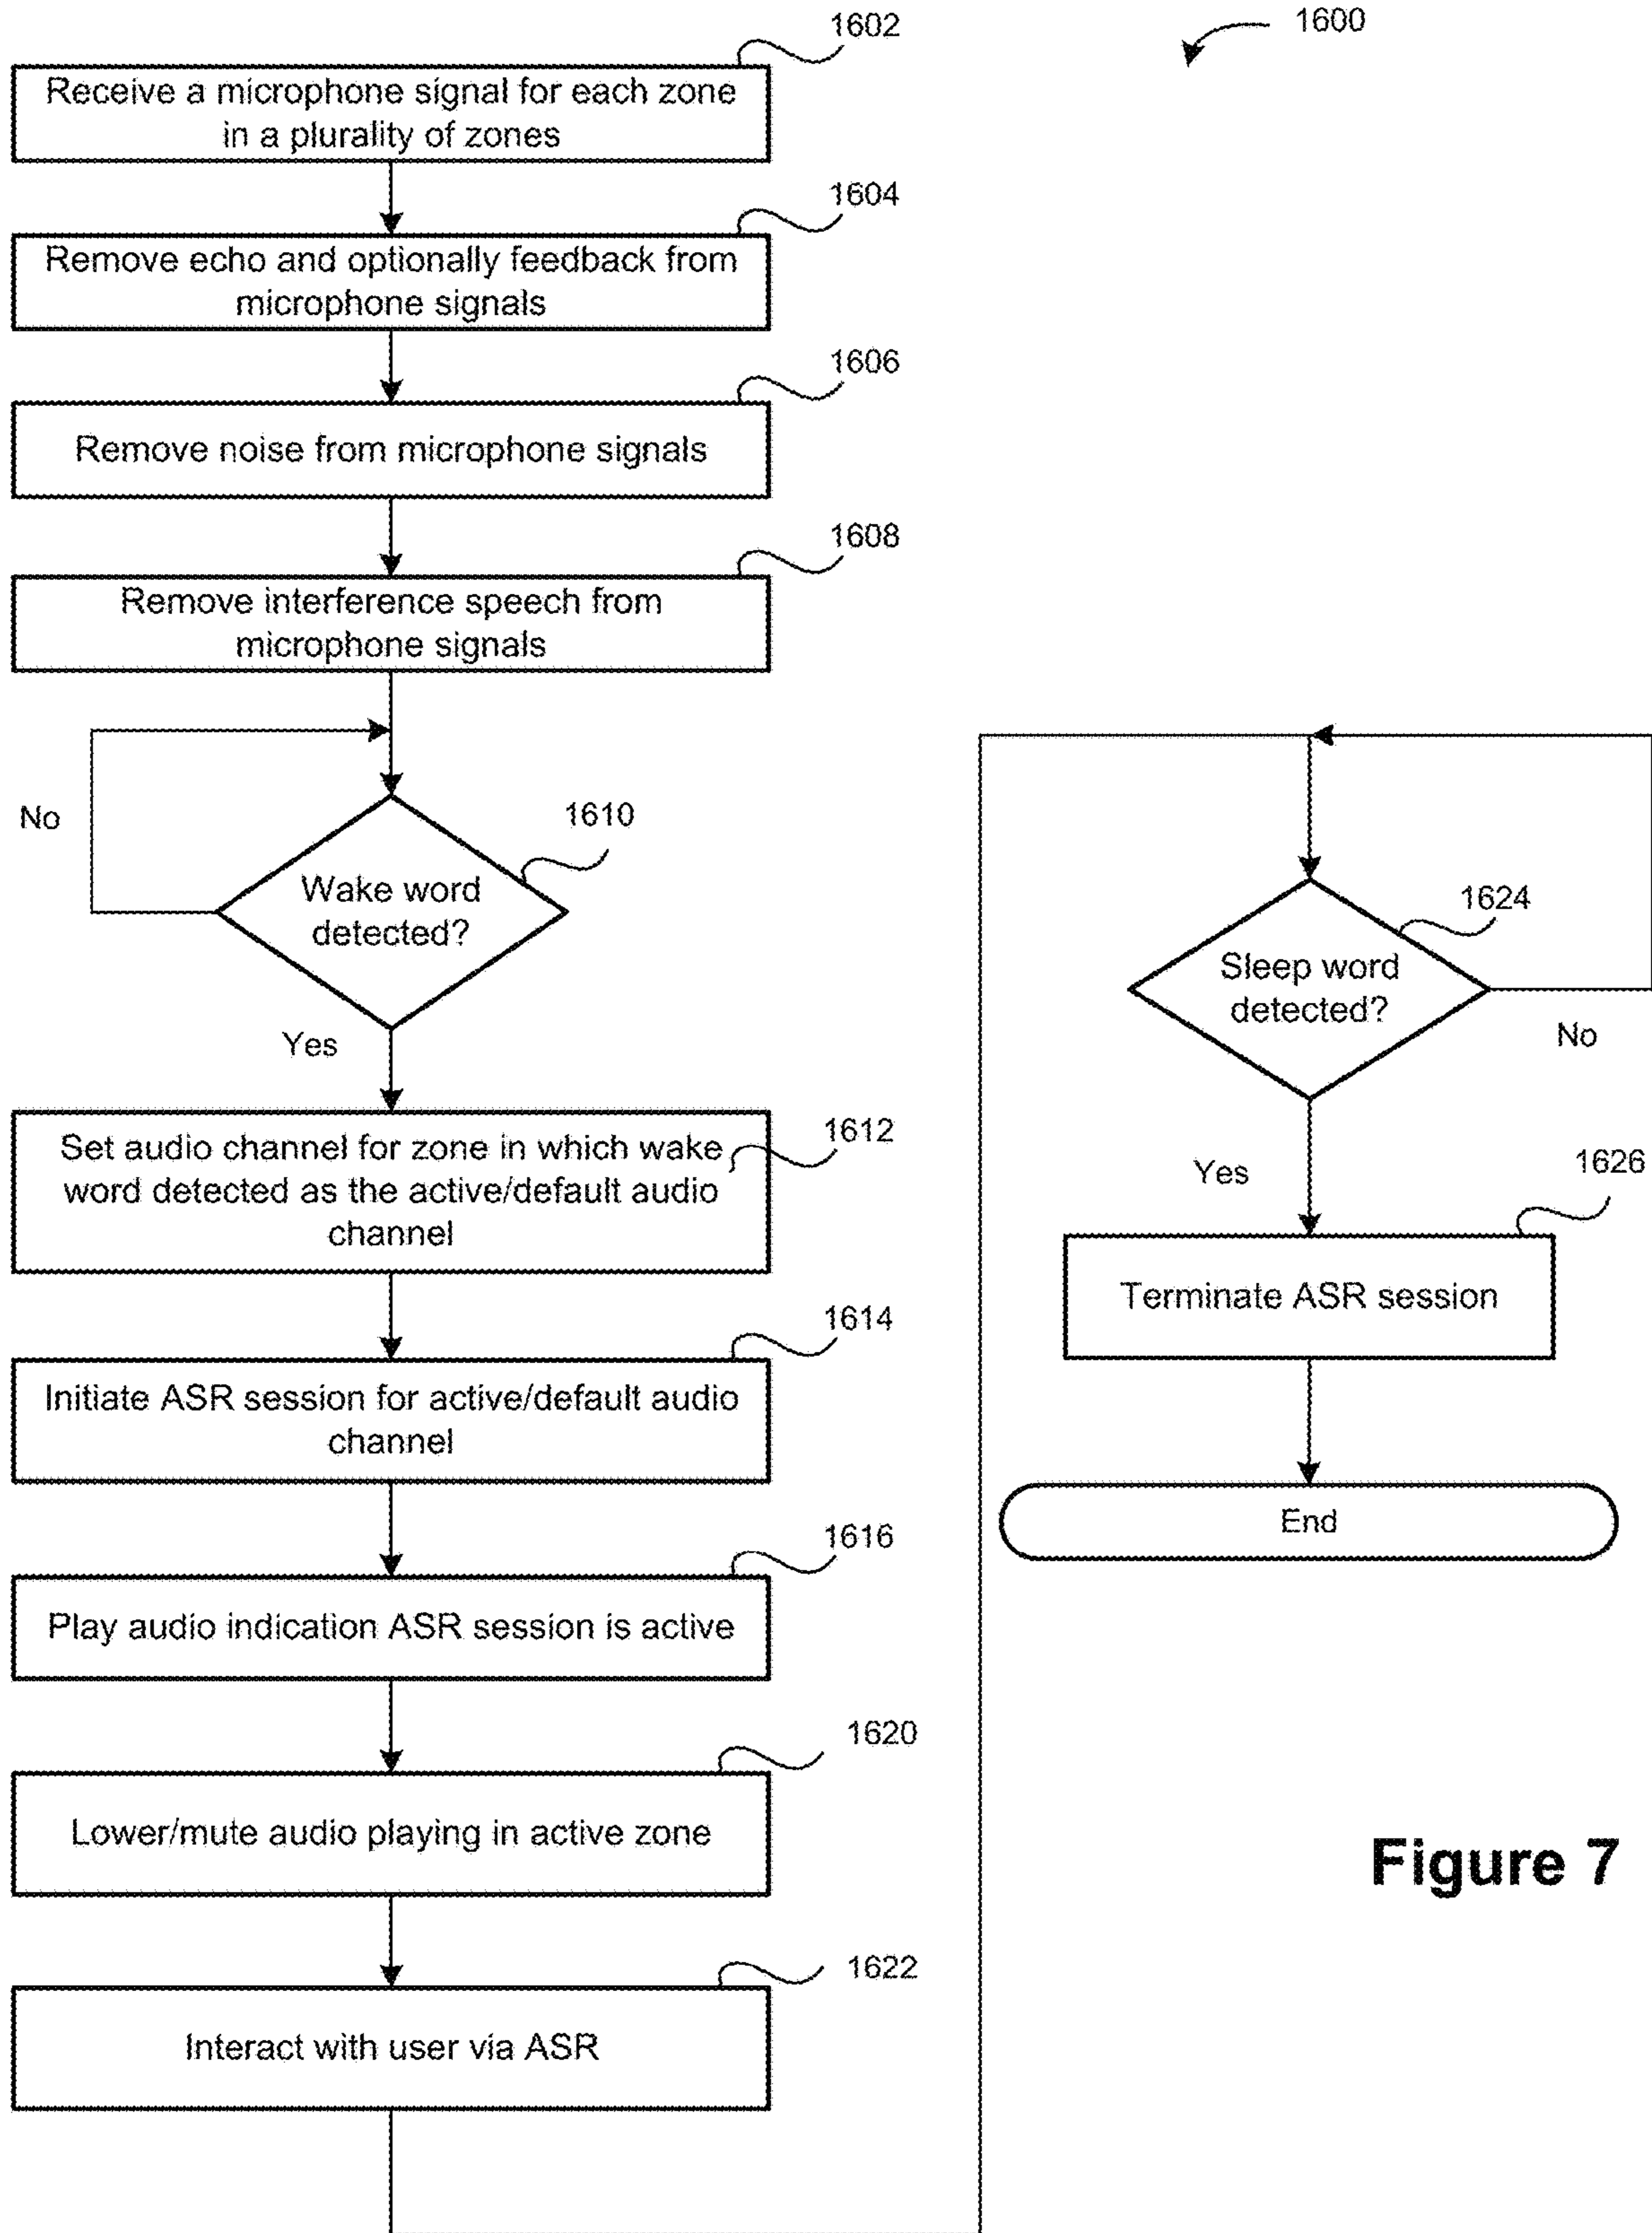 1600
1602
Receive a microphone signal for each zone
in a plurality of zones
1604
Remove echo and optionally feedback from
microphone signals
1606
Remove noise from microphone signals
1608
Remove interference speech from
microphone signals
No
1610
Wake word
detected?
Yes
1612
Set audio channel for zone in which wake
word detected as the active/default audio
channel
1614
Initiate ASR session for active/default audio
channel
1616
Play audio indication ASR session is active
1620
Lower/mute audio playing in active zone
1622
Interact with user via ASR
1624
Sleep word
detected?
No
Yes
1626
Terminate ASR session
End
Figure 7